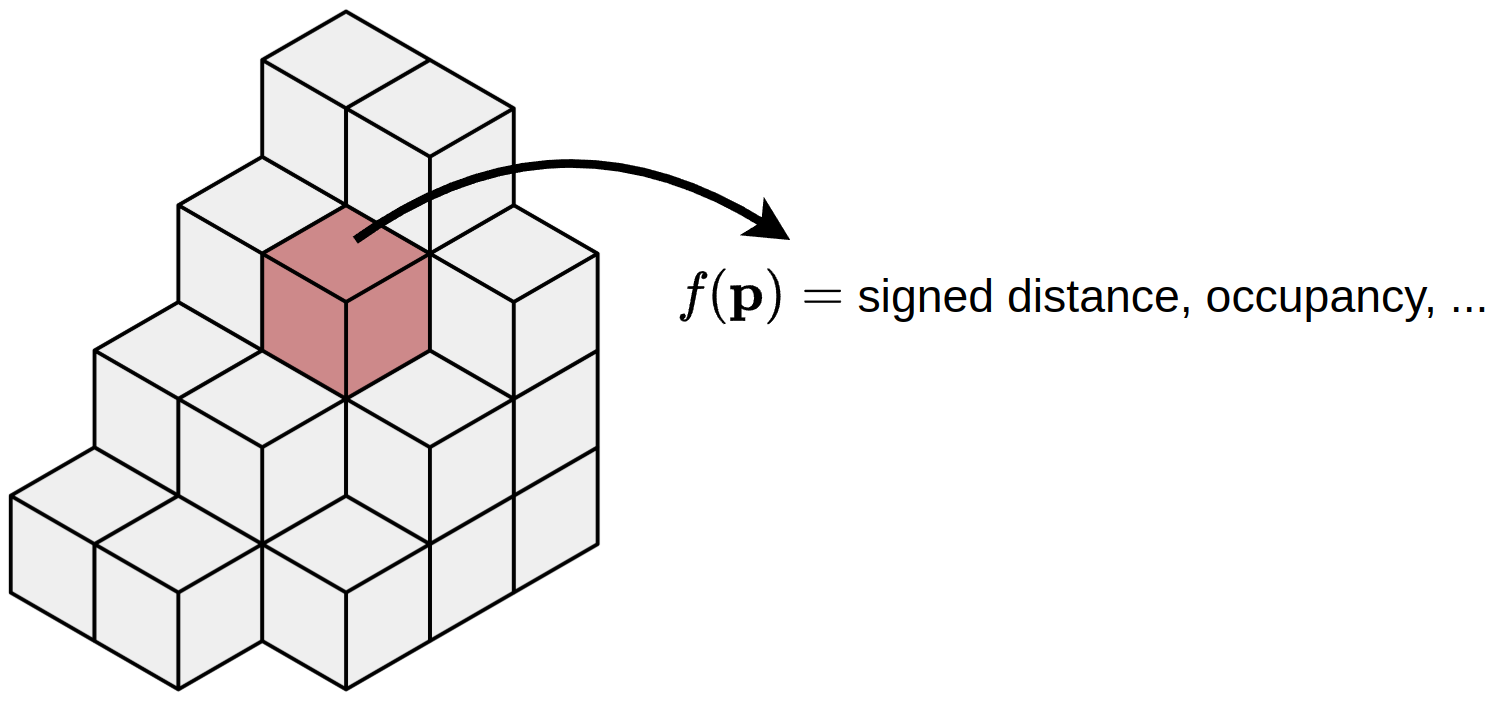 f(p) = signed distance, occupancy, ...